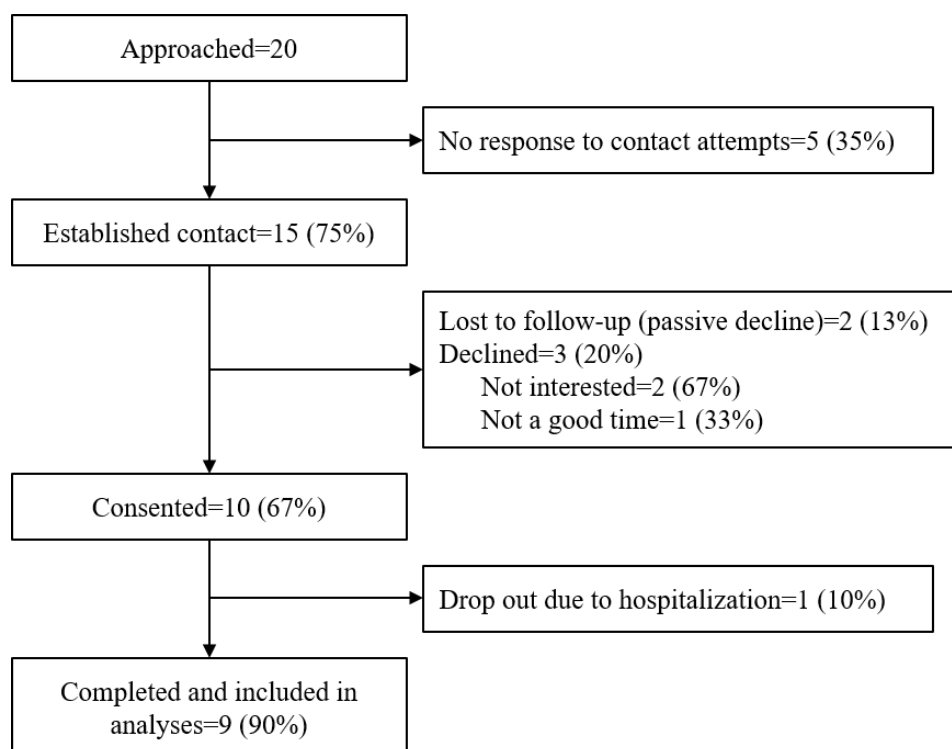 Approached=20
No response to contact attempts=5 (35%)
Established contact=15 (75%)
Lost to follow-up (passive decline)=2 (13%)
Declined=3 (20%)
Not interested=2 (67%)
Not a good time=1 (33%)
Consented=10 (67%)
Drop out due to hospitalization=1 (10%)
Completed and included in
analyses=9 (90%)